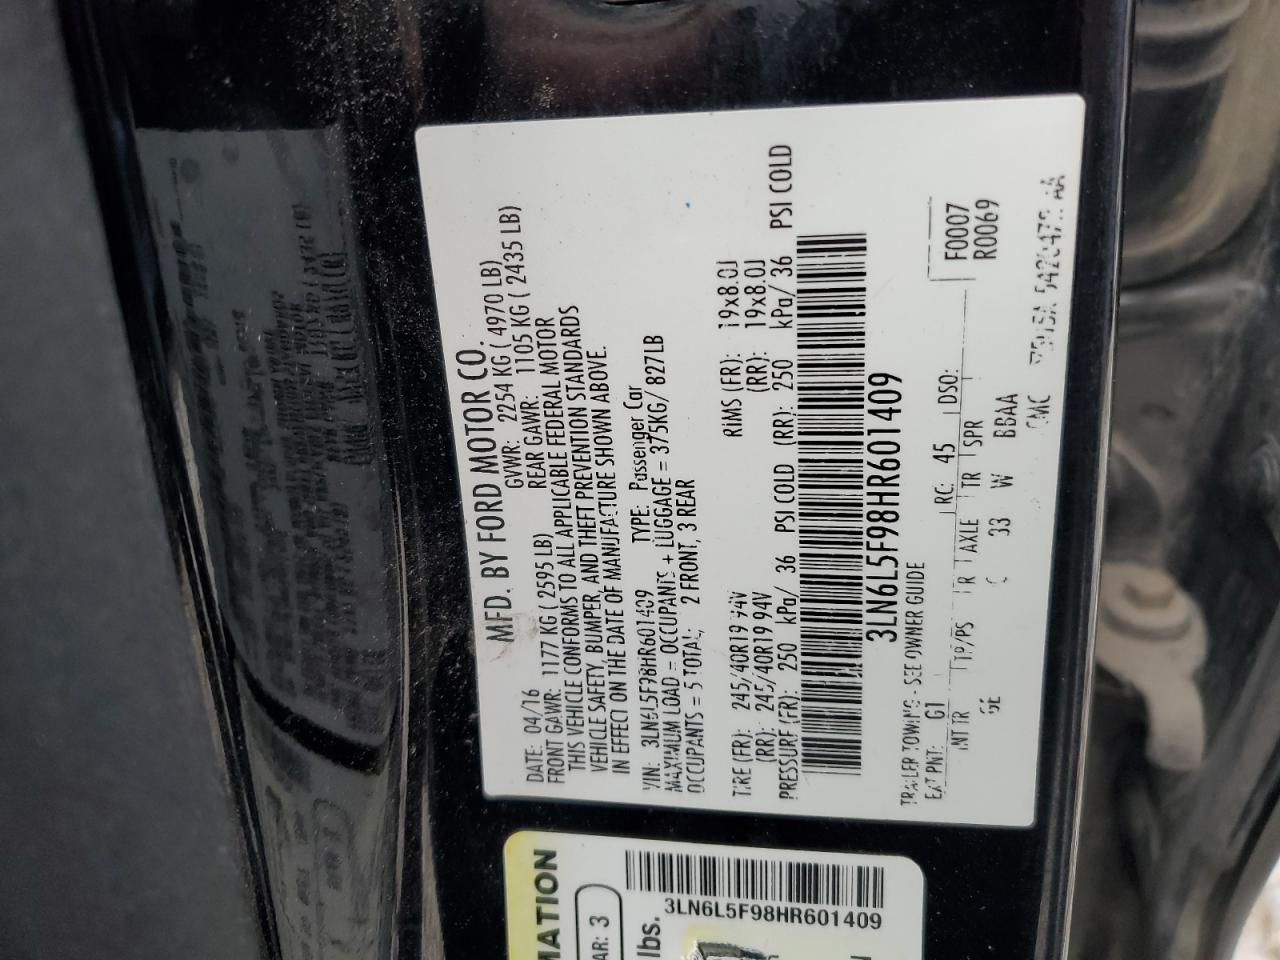 MFD. BY FORD MOTOR CO.
DATE: 04/16 GVWR: 2254 KG ( 4970 LB)
FRONT GAWR: 1177 KG ( 2595 LB) REAR GAWR: 1105 KG ( 2435 LB)
THIS VEHICLE CONFORMS TO ALL APPLICABLE FEDERAL MOTOR
VEHICLE SAFETY, BUMPER, AND THEFT PREVENTION STANDARDS
IN EFFECT ON THE DATE OF MANUFACTURE SHOWN ABOVE.
VIN: 3LN6L5F98HR601409 TYPE: Passenger Car
MAXIMUM LOAD = OCCUPANTS + LUGGAGE = 375KG/ 827LB
OCCUPANTS = 5 TOTAL: 2 FRONT, 3 REAR
TIRE (FR): 245/40R19 94V RIMS (FR): 19x8.0J
(RR): 245/40R19 94V (RR): 19x8.0J
PRESSURE (FR): 250 kPa/ 36 PSI COLD (RR): 250 kPa/ 36 PSI COLD
3LN6L5F98HR601409
TRAILER TOWING - SEE OWNER GUIDE
EXT PNT: G1 RC: 45 DSO: F0007
INT TR TP/PS R AXLE TR SPR R0069
GE C 33 W BBAA
MATION
AR: 3
lbs.
3LN6L5F98HR601409